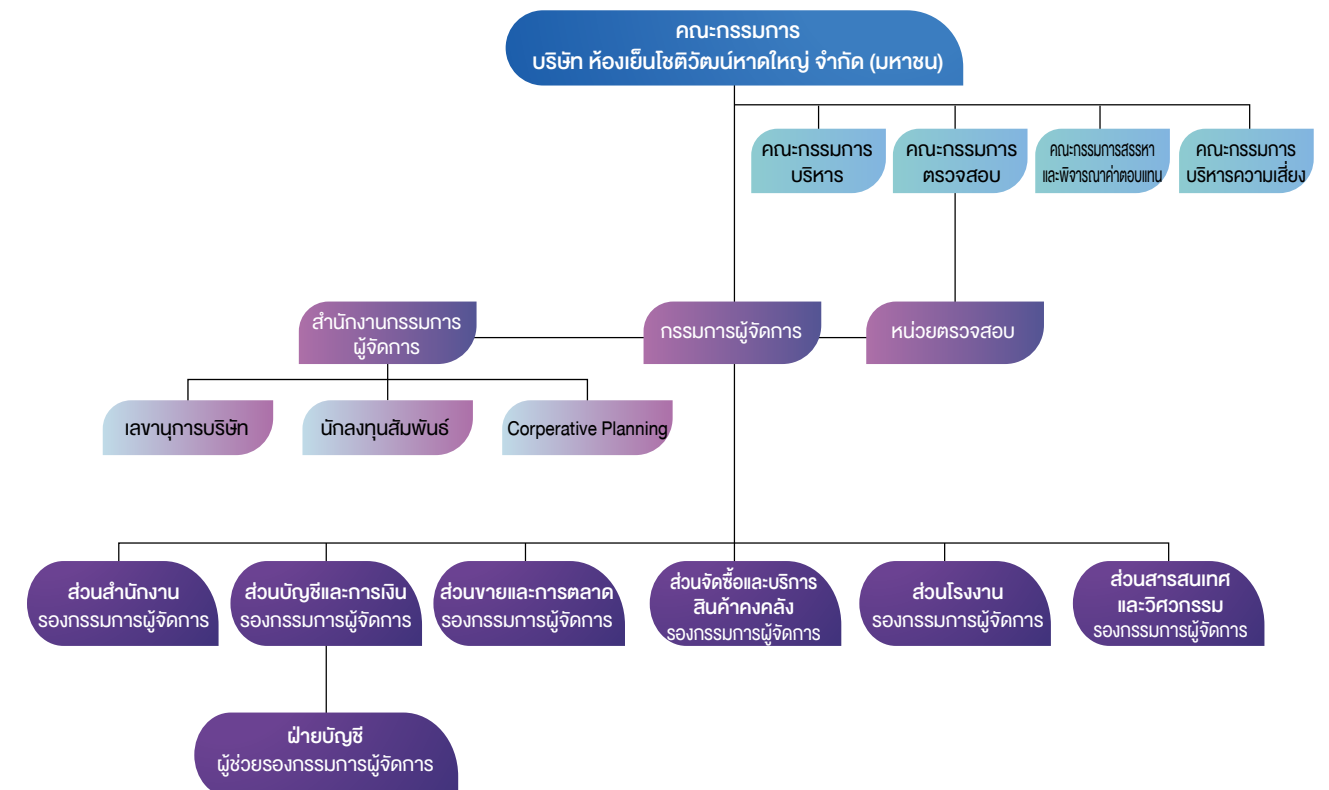 คณะกรรมการ
บริษัท ห้องเย็นโชติวัฒน์หาดใหญ่ จำกัด (มหาชน)
คณะกรรมการ
บริหาร
คณะกรรมการ
ตรวจสอบ
คณะกรรมการสรรหา
และพิจารณาค่าตอบแทน
คณะกรรมการ
บริหารความเสี่ยง
สำนักงานกรรมการ
ผู้จัดการ
กรรมการผู้จัดการ
หน่วยตรวจสอบ
เลขานุการบริษัท
นักลงทุนสัมพันธ์
Corperative Planning
ส่วนสำนักงาน
รองกรรมการผู้จัดการ
ส่วนบัญชีและการเงิน
รองกรรมการผู้จัดการ
ส่วนขายและการตลาด
รองกรรมการผู้จัดการ
ส่วนจัดซื้อและบริการ
สินค้าคงคลัง
รองกรรมการผู้จัดการ
ส่วนโรงงาน
รองกรรมการผู้จัดการ
ส่วนสารสนเทศ
และวิศวกรรม
รองกรรมการผู้จัดการ
ฝ่ายบัญชี
ผู้ช่วยรองกรรมการผู้จัดการ